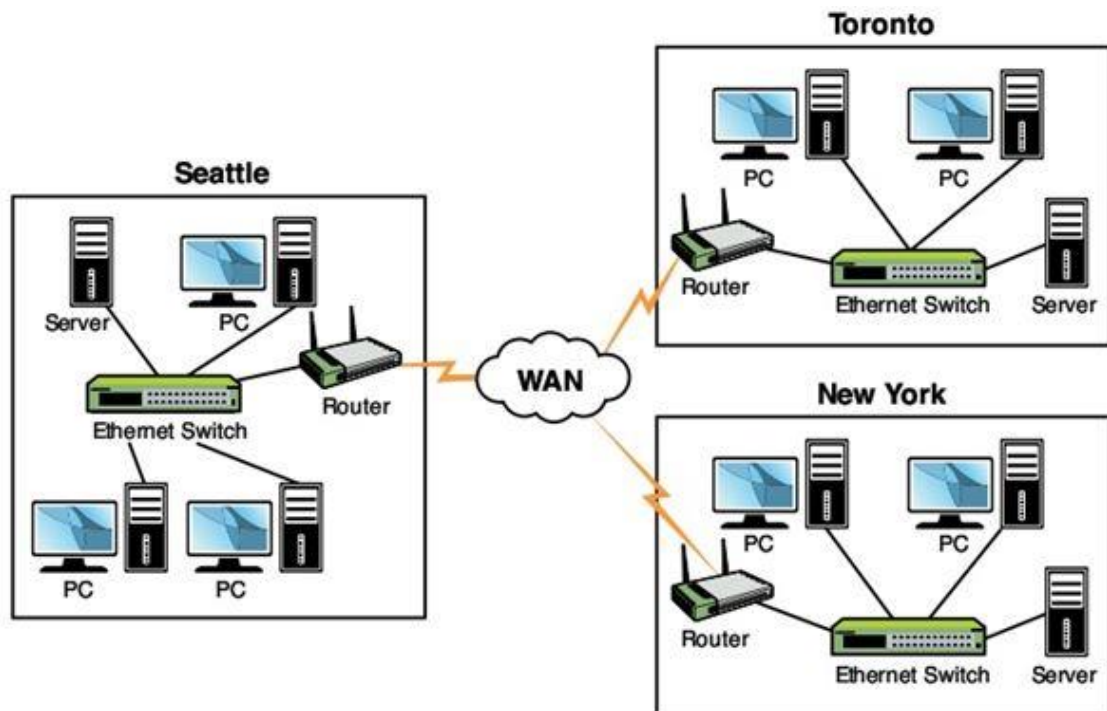 Seattle
Server
PC
Router
Ethernet Switch
PC
PC
WAN
Toronto
PC
PC
Router
Ethernet Switch
Server
New York
PC
PC
Router
Ethernet Switch
Server